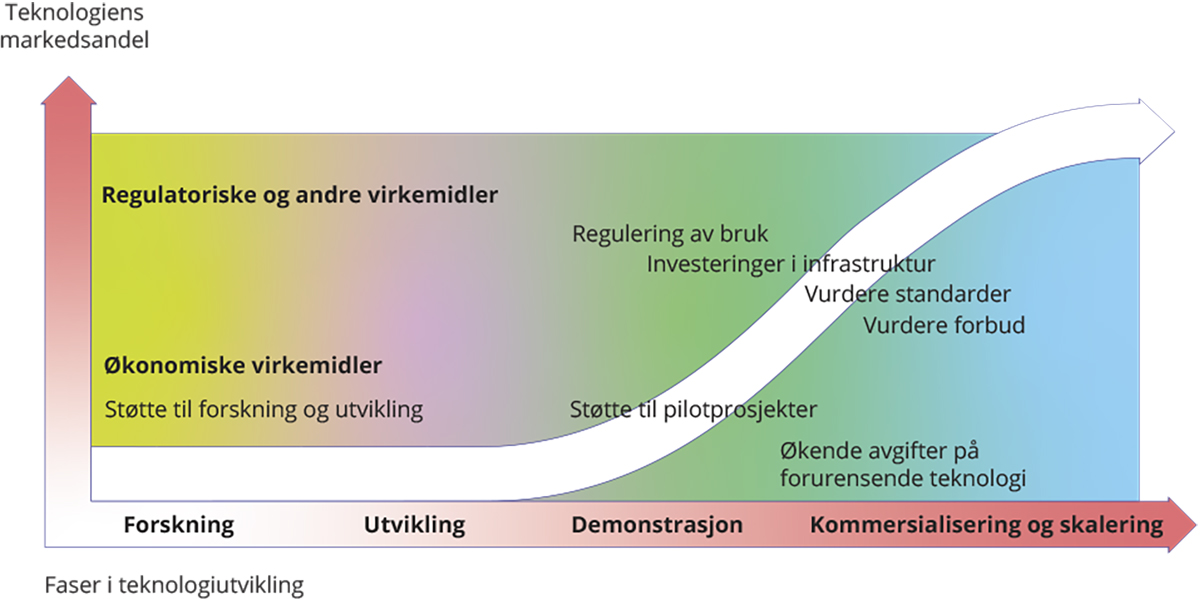 Teknologiens
markedsandel
Regulatoriske og andre virkemidler
Regulering av bruk
Investeringer i infrastruktur
Vurdere standarder
Vurdere forbud
Økonomiske virkemidler
Støtte til forskning og utvikling
Støtte til pilotprosjekter
Økende avgifter på
forurensende teknologi
Forskning
Utvikling
Demonstrasjon
Kommersialisering og skalering
Faser i teknologiutvikling